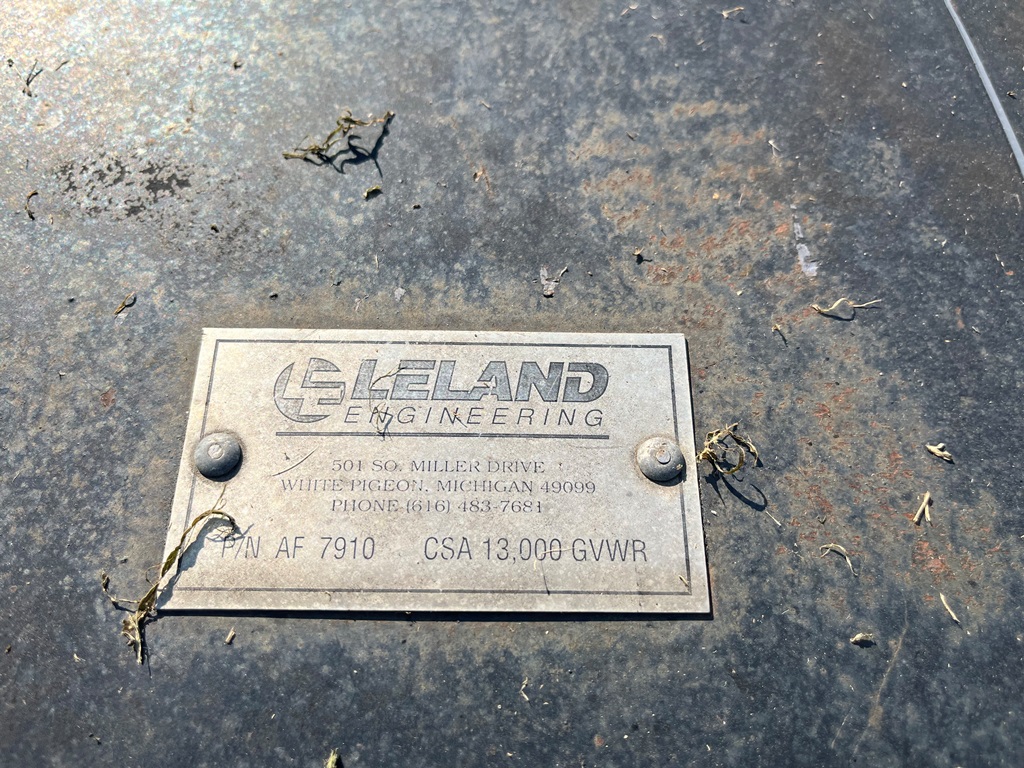 LE LELAND
ENGINEERING
501 SO. MILLER DRIVE
WHITE PIGEON, MICHIGAN 49099
PHONE (616) 483-7681
P/N AF 7910 CSA 13,000 GVWR